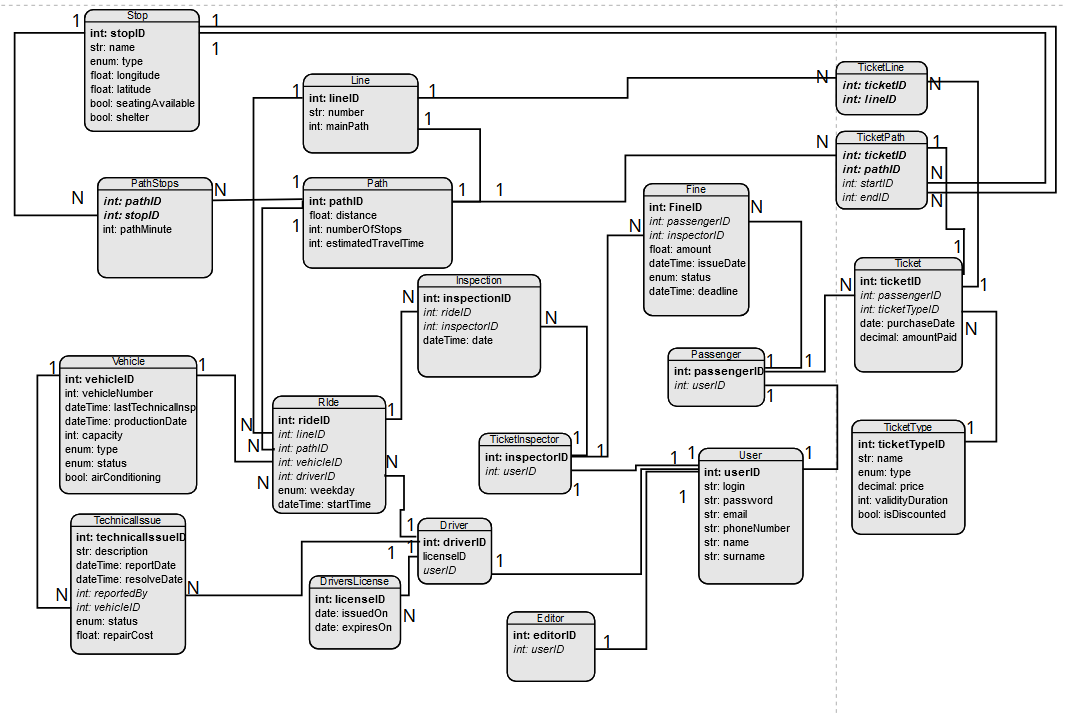 Stop
int: stopID
str: name
enum: type
float: longitude
float: latitude
bool: seatingAvailable
bool: shelter
1
1
1
Line
int: lineID
str: number
int: mainPath
1
1
1
TicketLine
int: ticketID
int: lineID
N
N
TicketPath
int: ticketID
int: pathID
int: startID
int: endID
N
1
N
N
PathStops
int: pathID
int: stopID
int: pathMinute
N
N
Path
int: pathID
float: distance
int: numberOfStops
int: estimatedTravelTime
1
1
1
1
Fine
int: FineID
int: passengerID
int: inspectorID
float: amount
dateTime: issueDate
enum: status
dateTime: deadline
N
N
Ticket
int: ticketID
int: passengerID
int: ticketTypeID
date: purchaseDate
decimal: amountPaid
1
1
N
N
Inspection
int: inspectionID
int: rideID
int: inspectorID
dateTime: date
N
N
Passenger
int: passengerID
int: userID
1
1
1
Vehicle
int: vehicleID
int: vehicleNumber
dateTime: lastTechnicalInsp
dateTime: productionDate
int: capacity
enum: type
enum: status
bool: airConditioning
1
1
RIde
int: rideID
int: lineID
int: pathID
int: vehicleID
int: driverID
enum: weekday
dateTime: startTime
1
N
N
N
N
TicketInspector
int: inspectorID
int: userID
1
1
1
User
int: userID
str: login
str: password
str: email
str: phoneNumber
str: name
str: surname
1
1
1
1
TicketType
int: ticketTypeID
str: name
enum: type
decimal: price
int: validityDuration
bool: isDiscounted
1
TechnicalIssue
int: technicalIssueID
str: description
dateTime: reportDate
dateTime: resolveDate
int: reportedBy
int: vehicleID
enum: status
float: repairCost
N
N
Driver
int: driverID
licenseID
userID
1
1
1
1
DriversLicense
int: licenseID
date: issuedOn
date: expiresOn
N
Editor
int: editorID
int: userID
1